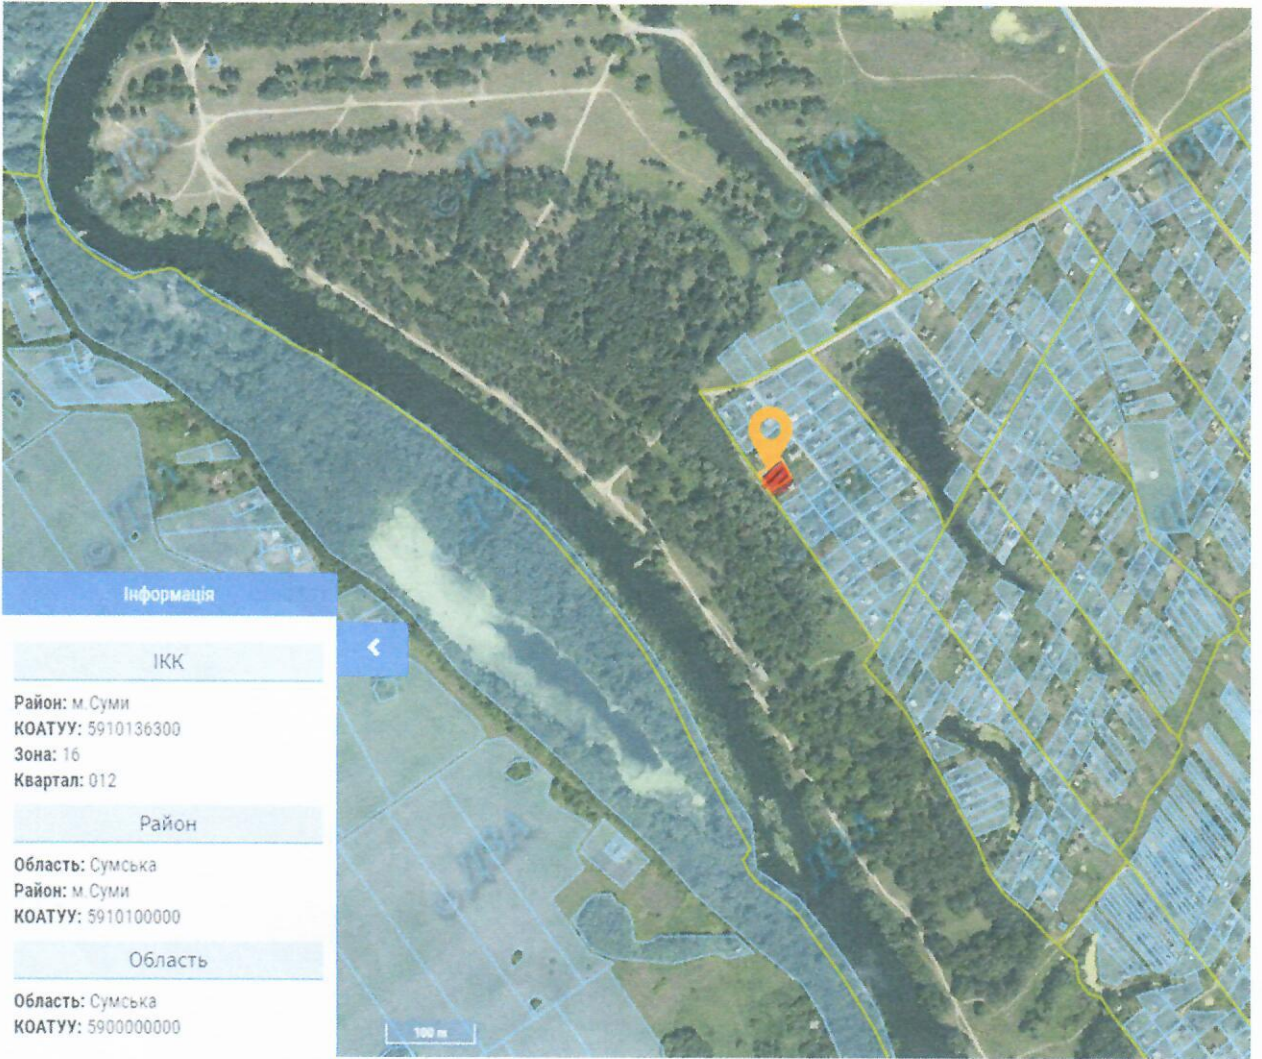 Інформація
ІКК
Район: м.Суми
КОАТУУ: 5910136300
Зона: 16
Квартал: 012
Район
Область: Сумська
Район: м.Суми
КОАТУУ: 5910100000
Область
Область: Сумська
КОАТУУ: 5900000000
100 m